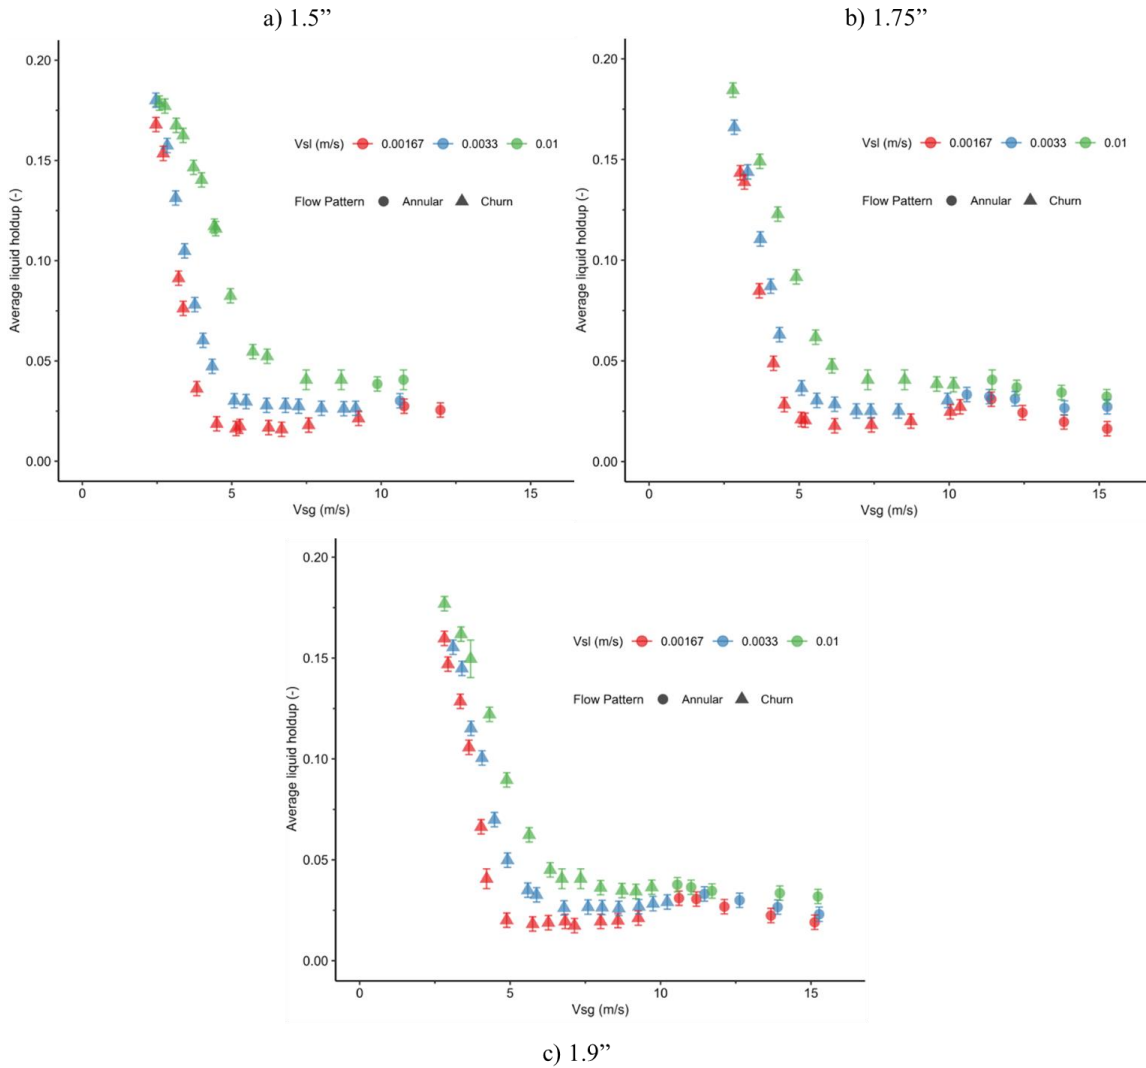 a) 1.5”
b) 1.75”
0.20
0.15
0.10
0.05
0.00
Average liquid holdup (-)
Vsl (m/s) 0.00167 0.0033 0.01
Flow Pattern Annular Churn
0 5 10 15
Vsg (m/s)
0.20
0.15
0.10
0.05
0.00
Average liquid holdup (-)
Vsl (m/s) 0.00167 0.0033 0.01
Flow Pattern Annular Churn
0 5 10 15
Vsg (m/s)
0.20
0.15
0.10
0.05
0.00
Average liquid holdup (-)
Vsl (m/s) 0.00167 0.0033 0.01
Flow Pattern Annular Churn
0 5 10 15
Vsg (m/s)
c) 1.9”